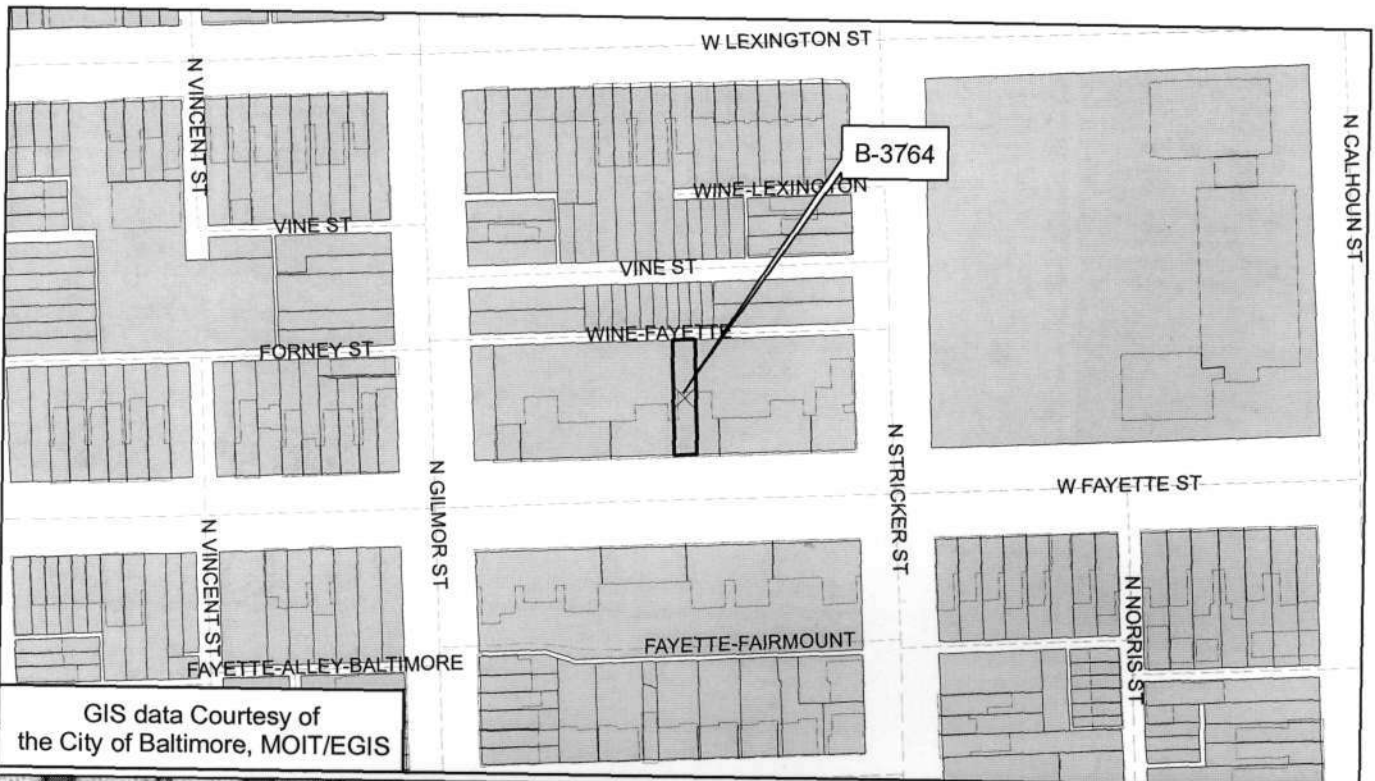 W LEXINGTON ST
N VINCENT ST
B-3764
N CALHOUN ST
WINE-LEXINGTON
VINE ST
VINE ST
WINE-FAYETTE
FORNEY ST
N GILMOR ST
N STRICKER ST
W FAYETTE ST
N VINCENT ST
N NORRIS ST
FAYETTE-FAIRMOUNT
FAYETTE-ALLEY-BALTIMORE
GIS data Courtesy of
the City of Baltimore, MOIT/EGIS